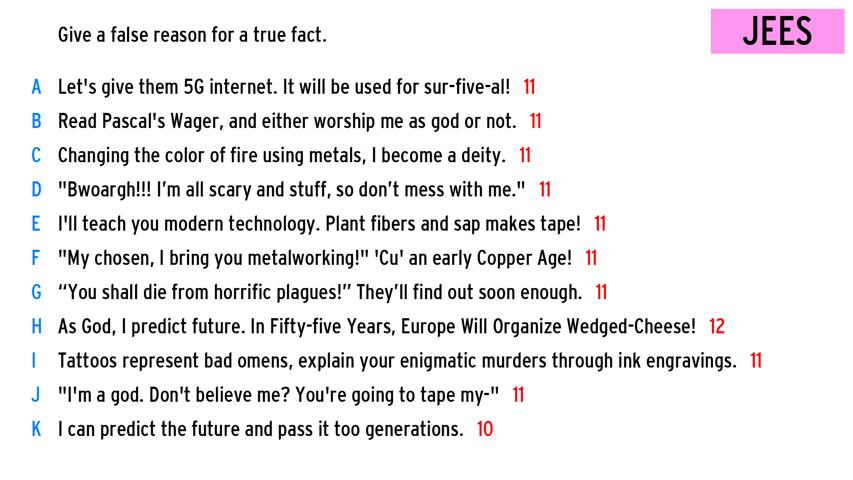 Give a false reason for a true fact.
JEES
A Let's give them 5G internet. It will be used for sur-five-al! 11
B Read Pascal's Wager, and either worship me as god or not. 11
C Changing the color of fire using metals, I become a deity. 11
D "Bwoargh!!! I’m all scary and stuff, so don’t mess with me." 11
E I'll teach you modern technology. Plant fibers and sap makes tape! 11
F "My chosen, I bring you metalworking!" 'Cu' an early Copper Age! 11
G “You shall die from horrific plagues!” They’ll find out soon enough. 11
H As God, I predict future. In Fifty-five Years, Europe Will Organize Wedged-Cheese! 12
I Tattoos represent bad omens, explain your enigmatic murders through ink engravings. 11
J "I'm a god. Don't believe me? You're going to tape my-" 11
K I can predict the future and pass it too generations. 10